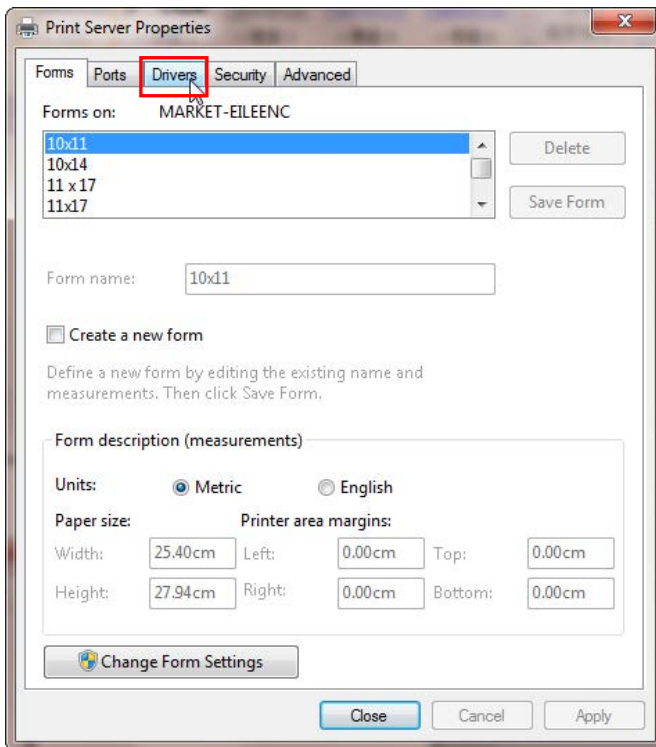 Print Server Properties
Forms Ports Drivers Security Advanced
Forms on: MARKET-EILEENC
10x11
10x14
11 x 17
11x17
Delete
Save Form
Form name: 10x11
Create a new form
Define a new form by editing the existing name and
measurements. Then click Save Form.
Form description (measurements)
Units: Metric English
Paper size: Printer area margins:
Width: 25.40cm Left: 0.00cm Top: 0.00cm
Height: 27.94cm Right: 0.00cm Bottom: 0.00cm
Change Form Settings
Close Cancel Apply